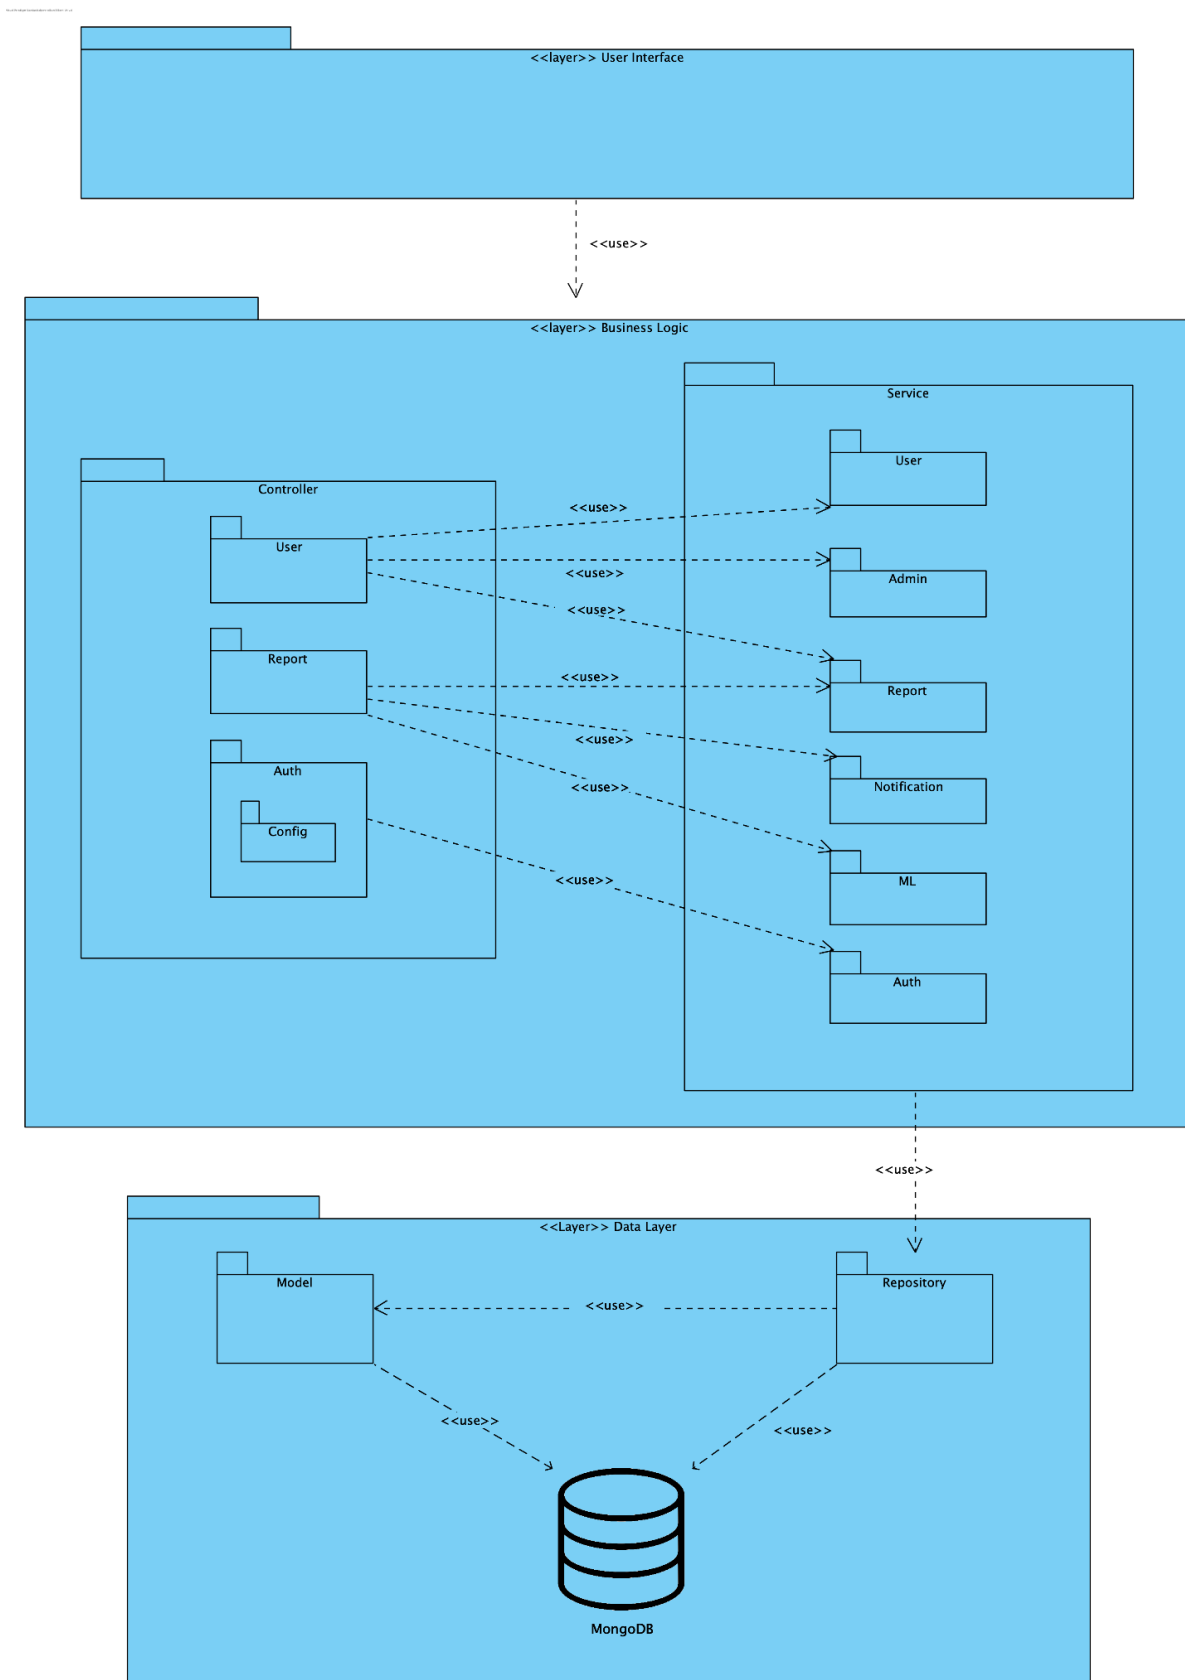 <<layer>> User Interface
<<use>>
<<layer>> Business Logic
Service
User
Controller
<<use>>
User
<<use>>
Admin
<<use>>
Report
<<use>>
Report
<<use>>
Auth
Notification
<<use>>
Config
<<use>>
ML
Auth
<<use>>
<<Layer>> Data Layer
Model
Repository
<<use>>
<<use>>
<<use>>
MongoDB